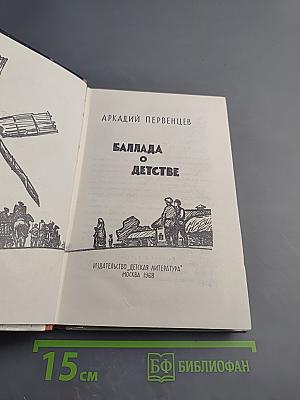 АРКАДИЙ ПЕРВЕНЦЕВ
БАЛЛАДА
О
ДЕТСТВЕ
ИЗДАТЕЛЬСТВО „ДЕТСКАЯ ЛИТЕРАТУРА"
МОСКВА 1969
15 см
БФ БИБЛИОФАН